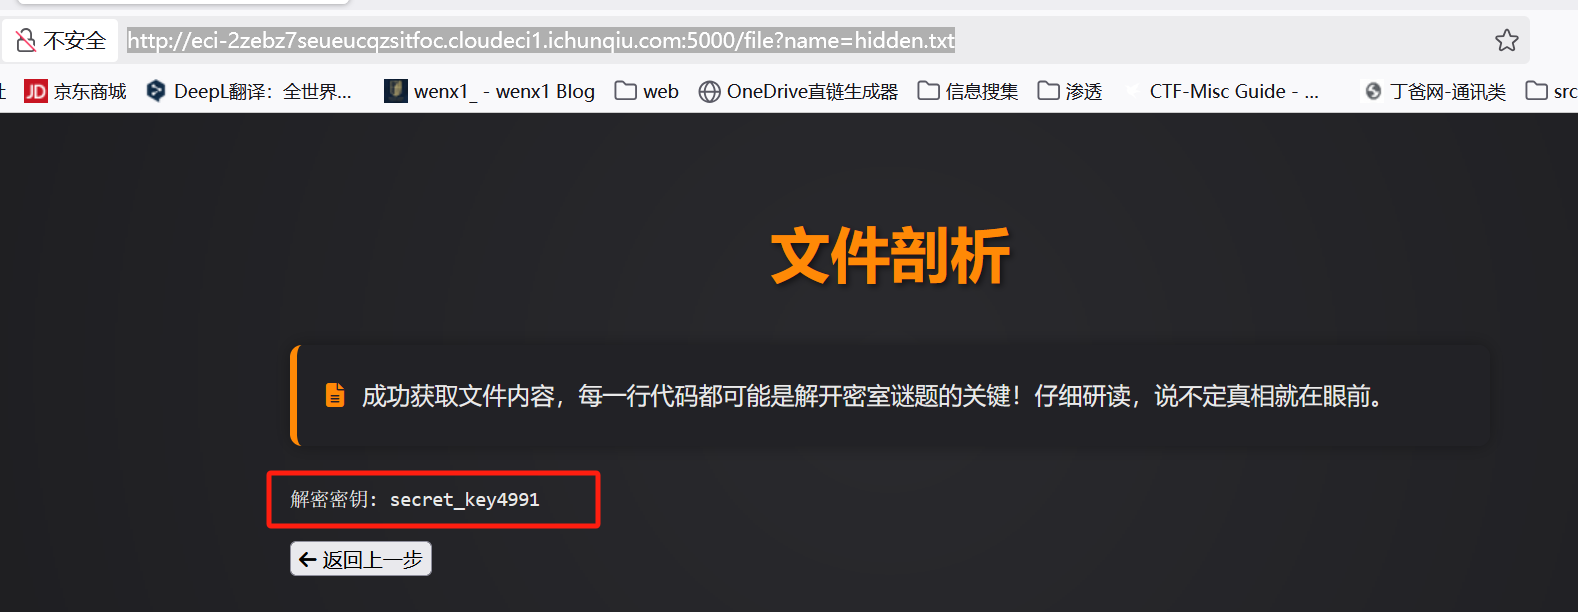 不安全 http://eci-2zebz7seueucqzsitfoc.cloudeci1.ichunqiu.com:5000/file?name=hidden.txt
JD 京东商城 DeepL翻译：全世界... wenx1_ - wenx1 Blog web OneDrive直链生成器 信息搜集 渗透 CTF-Misc Guide - ... 丁爸网-通讯类 src
文件剖析
成功获取文件内容，每一行代码都可能是解开密室谜题的关键！仔细研读，说不定真相就在眼前。
解密密钥: secret_key4991
返回上一步